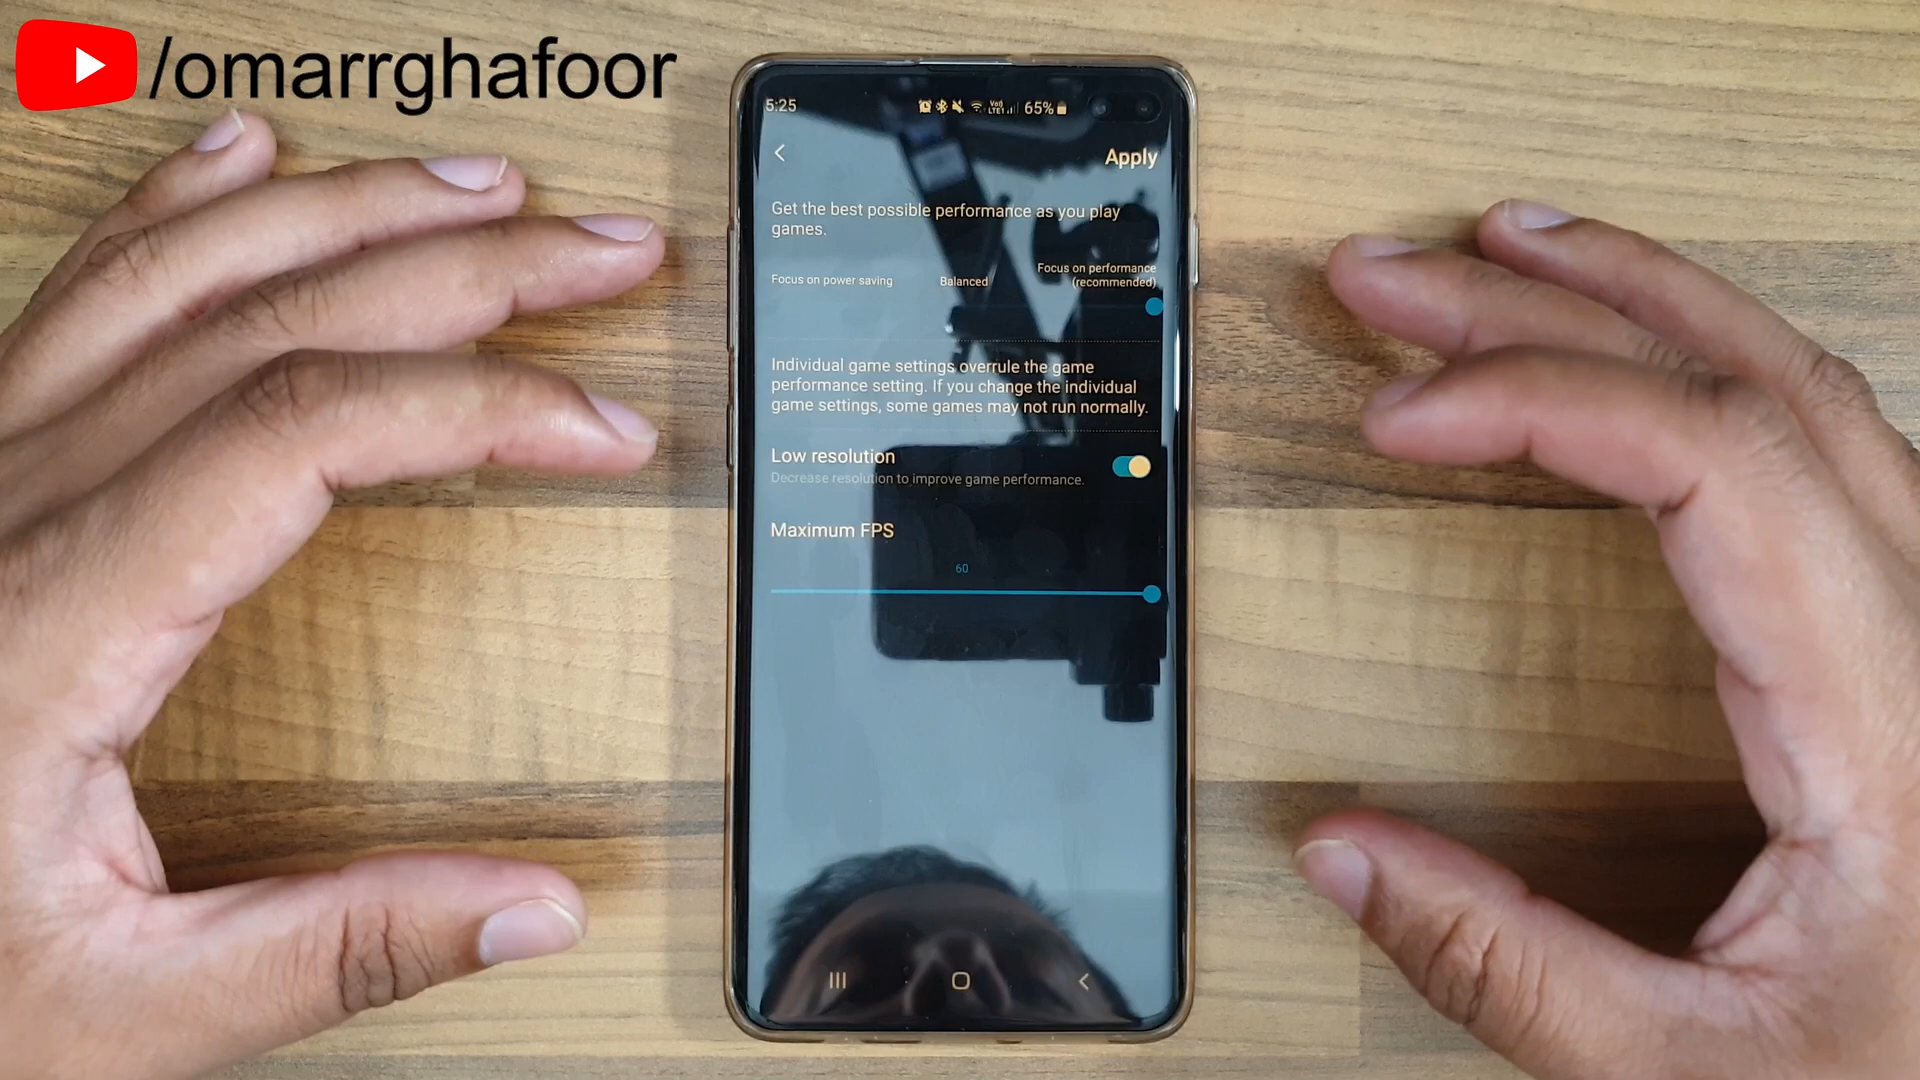 /omarrghafoor
5:25
65%
Apply
Get the best possible performance as you play
games.
Focus on power saving
Balanced
Focus on performance
(recommended)
Individual game settings overrule the game
performance setting. If you change the individual
game settings, some games may not run normally.
Low resolution
Decrease resolution to improve game performance.
Maximum FPS
60